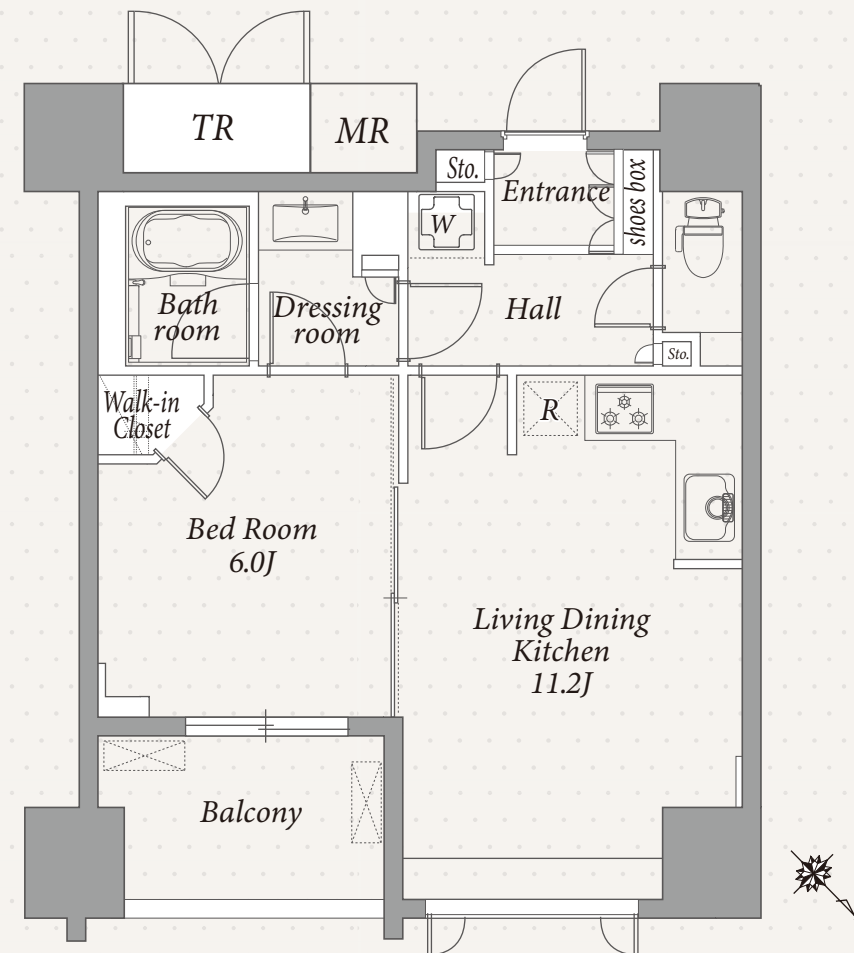 TR
MR
Sto.
Entrance
shoes box
W
Bath
room
Dressing
room
Hall
Sto.
Walk-in
Closet
R
Bed Room
6.0J
Living Dining
Kitchen
11.2J
Balcony